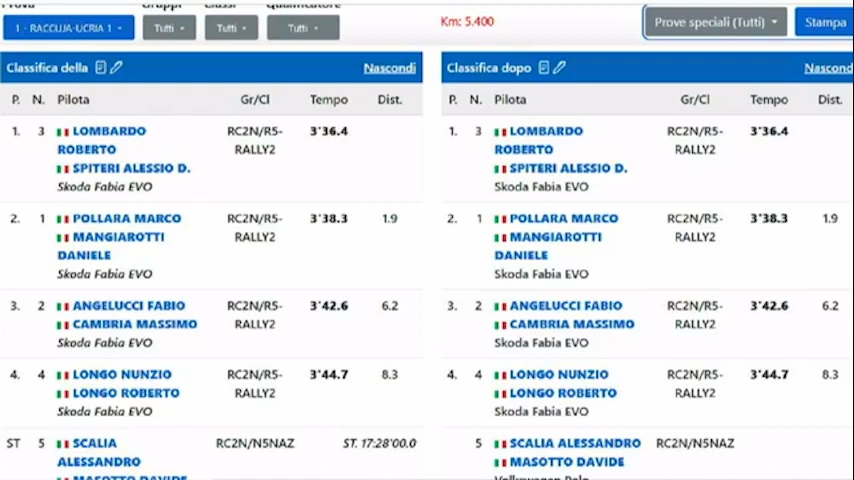 Prova Gruppi Classi Qualificatore
1 - RACCUJA-UCRIA 1 Tutti Tutti Tutti Km: 5.400 Prove speciali (Tutti) Stampa
Classifica della Nascondi
P. N. Pilota Gr/Cl Tempo Dist.
1. 3 LOMBARDO RC2N/R5- 3'36.4
ROBERTO RALLY2
SPITERI ALESSIO D.
Skoda Fabia EVO
2. 1 POLLARA MARCO RC2N/R5- 3'38.3 1.9
MANGIAROTTI RALLY2
DANIELE
Skoda Fabia EVO
3. 2 ANGELUCCI FABIO RC2N/R5- 3'42.6 6.2
CAMBRIA MASSIMO RALLY2
Skoda Fabia EVO
4. 4 LONGO NUNZIO RC2N/R5- 3'44.7 8.3
LONGO ROBERTO RALLY2
Skoda Fabia EVO
ST 5 SCALIA RC2N/N5NAZ ST. 17:28'00.0
ALESSANDRO
MASOTTO DAVIDE
Classifica dopo Nascond
P. N. Pilota Gr/Cl Tempo Dist.
1. 3 LOMBARDO RC2N/R5- 3'36.4
ROBERTO RALLY2
SPITERI ALESSIO D.
Skoda Fabia EVO
2. 1 POLLARA MARCO RC2N/R5- 3'38.3 1.9
MANGIAROTTI RALLY2
DANIELE
Skoda Fabia EVO
3. 2 ANGELUCCI FABIO RC2N/R5- 3'42.6 6.2
CAMBRIA MASSIMO RALLY2
Skoda Fabia EVO
4. 4 LONGO NUNZIO RC2N/R5- 3'44.7 8.3
LONGO ROBERTO RALLY2
Skoda Fabia EVO
5 SCALIA ALESSANDRO RC2N/N5NAZ
MASOTTO DAVIDE
Volkswagen Polo